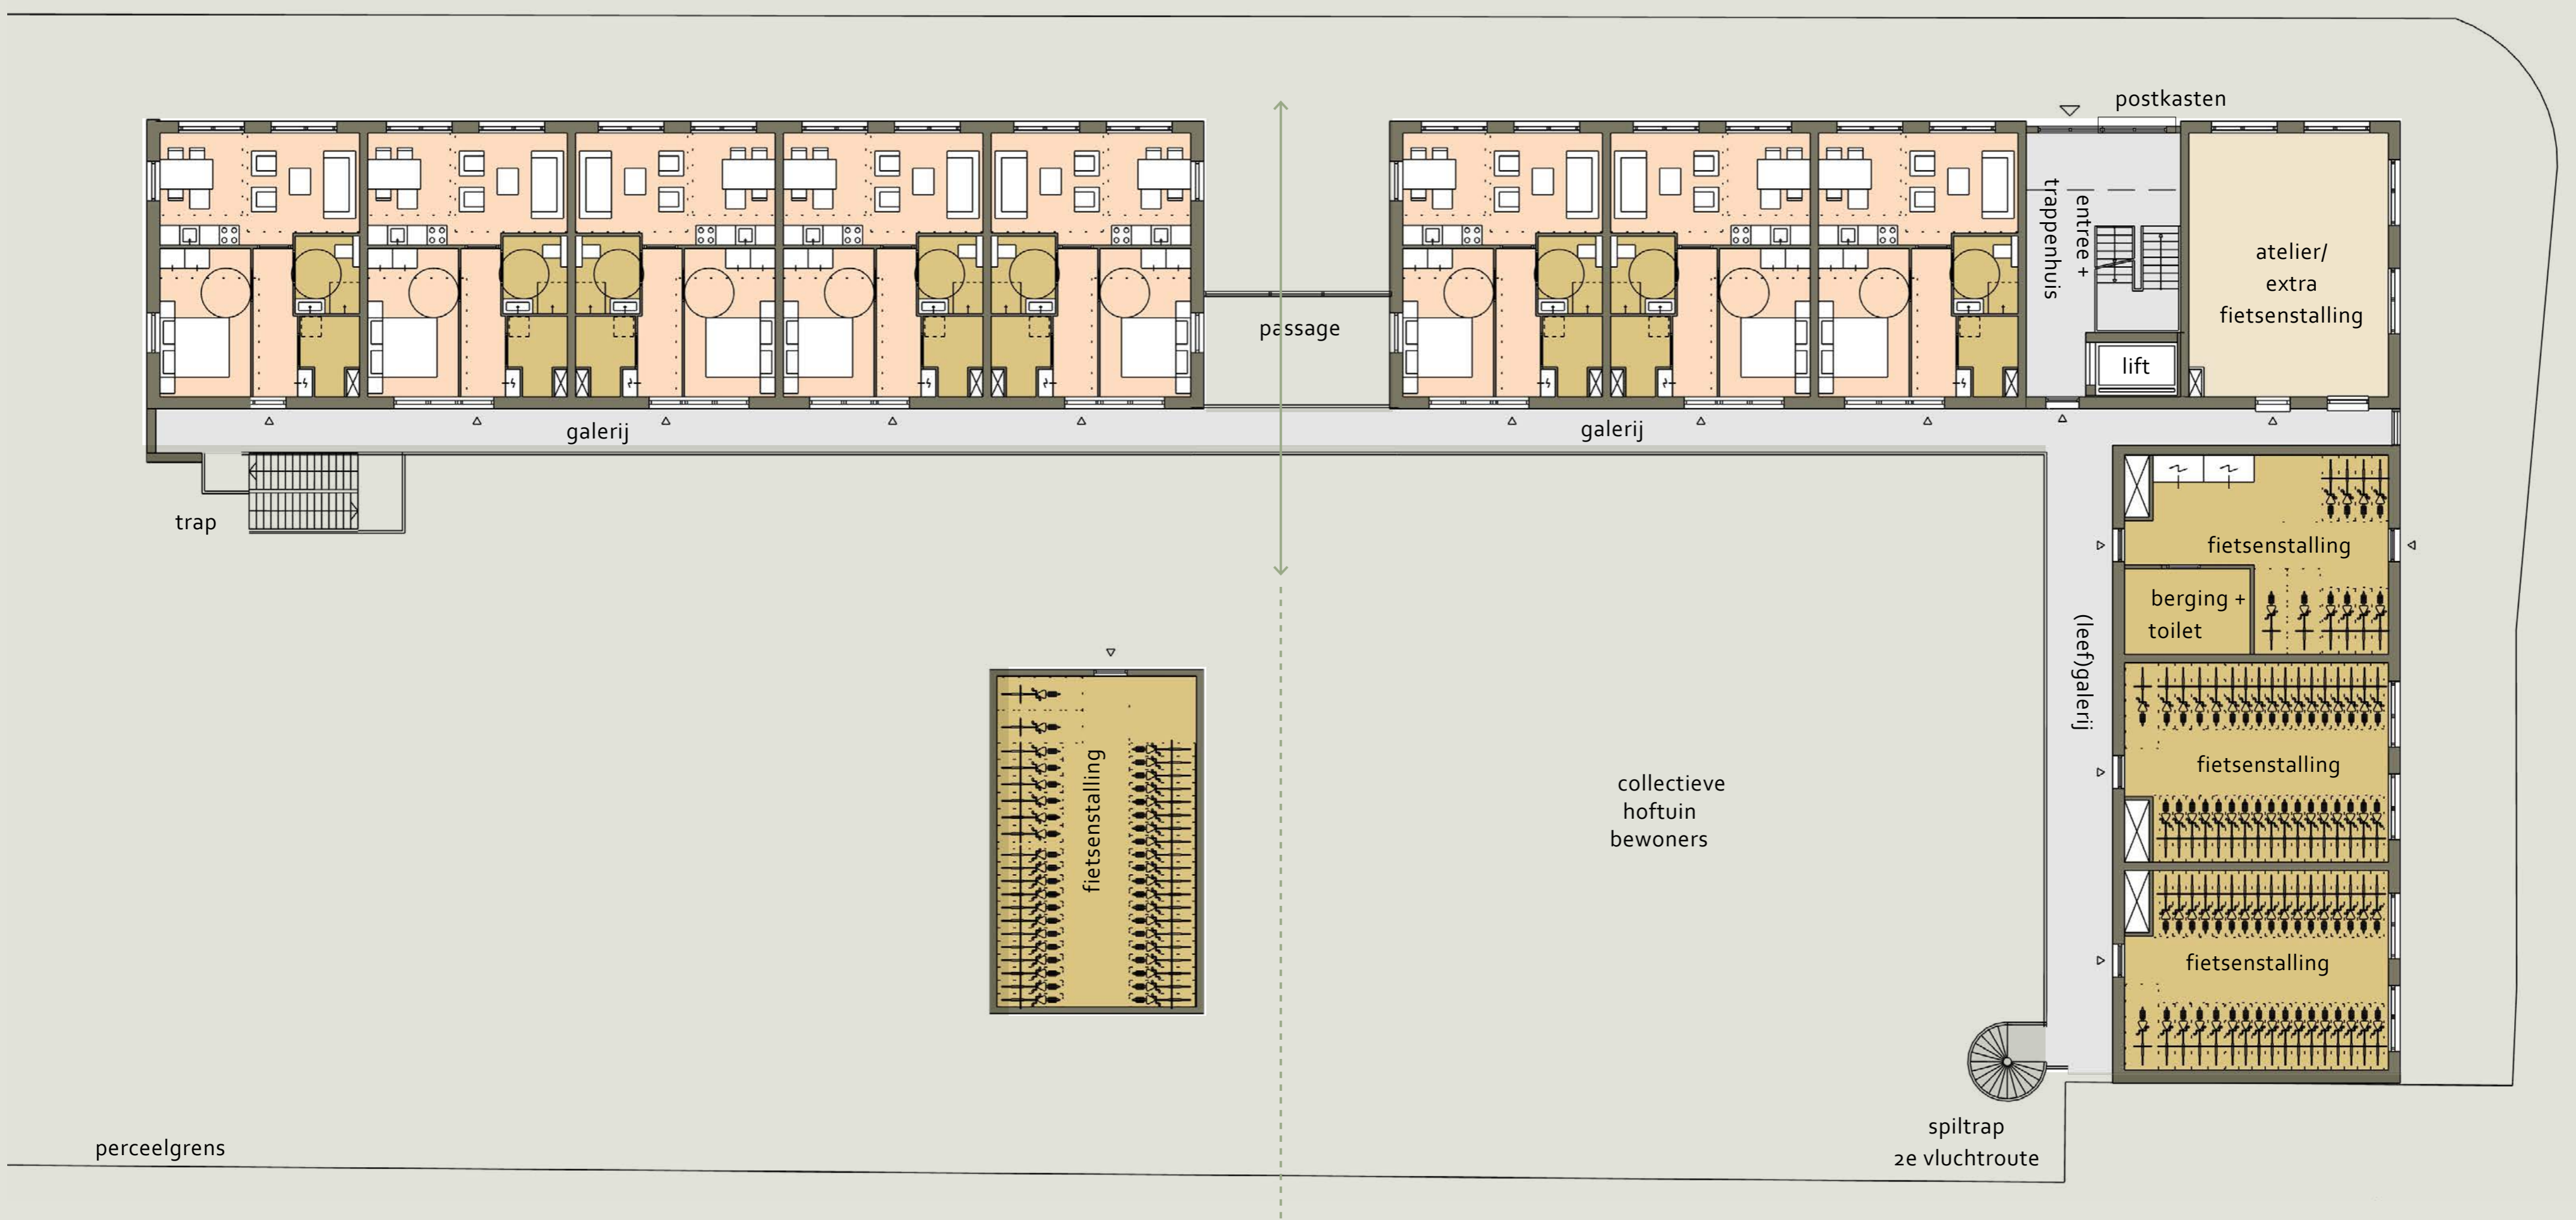 postkasten
entree +
trappenhuis
atelier/
extra
fietsenstalling
passage
lift
galerij
galerij
trap
fietsenstalling
berging +
toilet
(leef)galerij
fietsenstalling
fietsenstalling
collectieve
hoftuin
bewoners
fietsenstalling
spiltrap
2e vluchtroute
perceelgrens